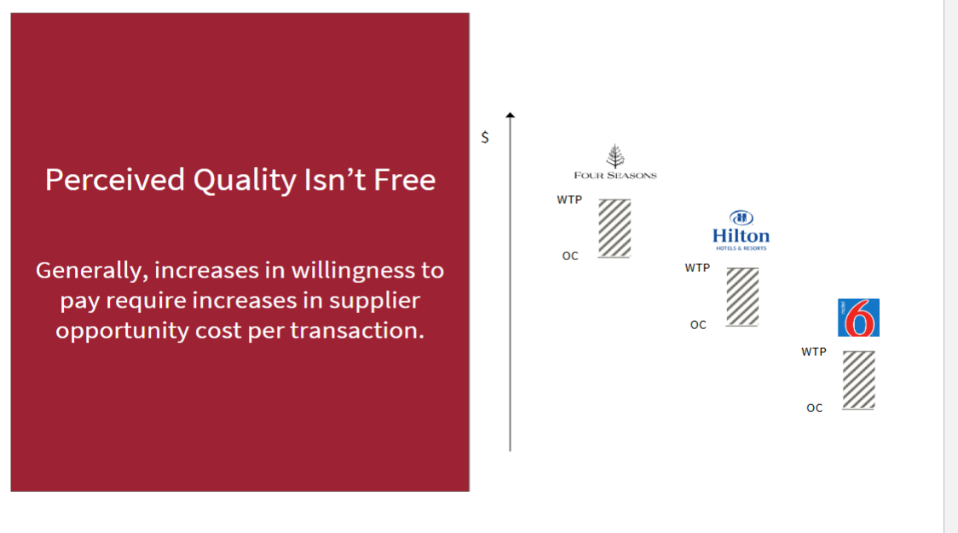 Perceived Quality Isn't Free
Generally, increases in willingness to
pay require increases in supplier
opportunity cost per transaction.
$
FOUR SEASONS
WTP
OC
Hilton
HOTELS & RESORTS
WTP
OC
6
WTP
OC